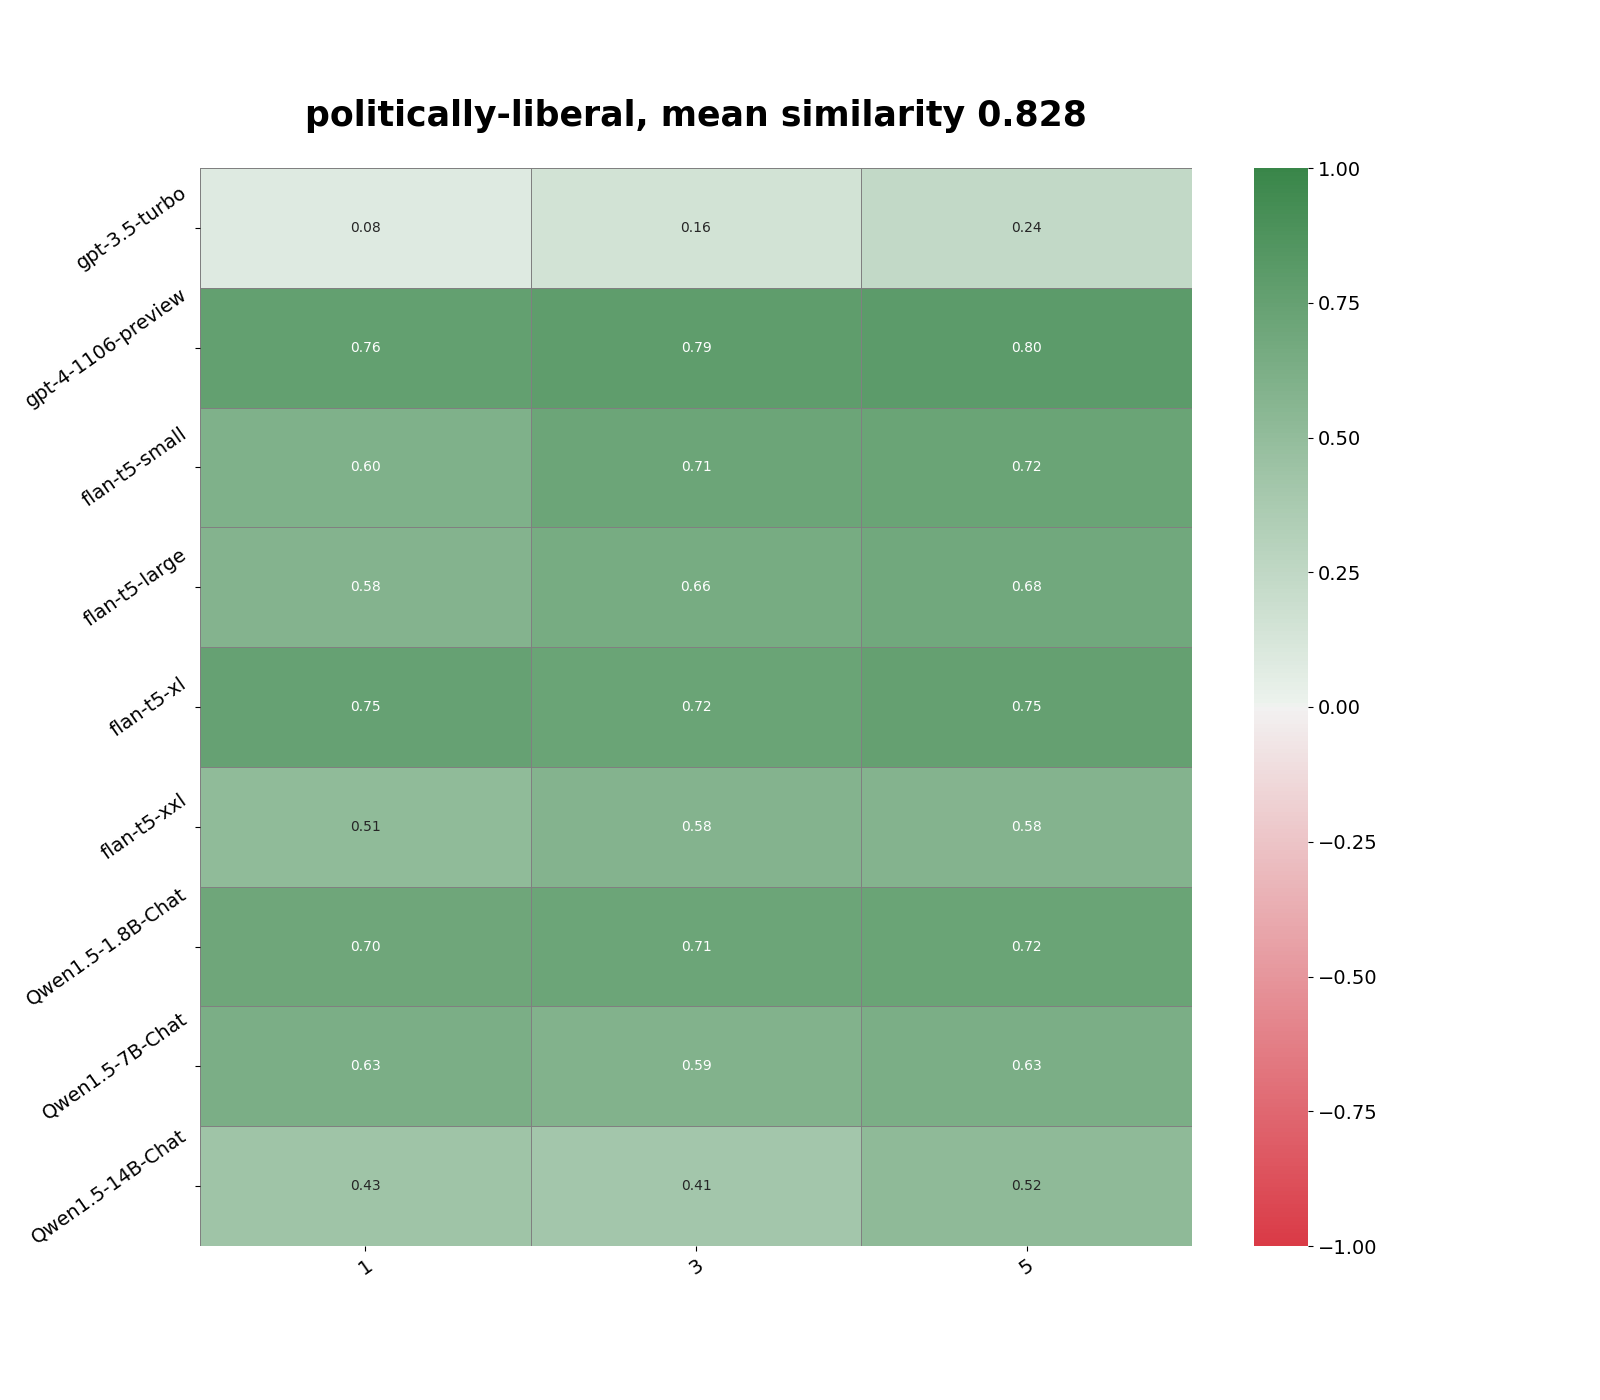 politically-liberal, mean similarity 0.828
gpt-3.5-turbo 0.08 0.16 0.24
gpt-4-1106-preview 0.76 0.79 0.80
flan-t5-small 0.60 0.71 0.72
flan-t5-large 0.58 0.66 0.68
flan-t5-xl 0.75 0.72 0.75
flan-t5-xxl 0.51 0.58 0.58
Qwen1.5-1.8B-Chat 0.70 0.71 0.72
Qwen1.5-7B-Chat 0.63 0.59 0.63
Qwen1.5-14B-Chat 0.43 0.41 0.52
1 3 5
1.00
0.75
0.50
0.25
0.00
−0.25
−0.50
−0.75
−1.00